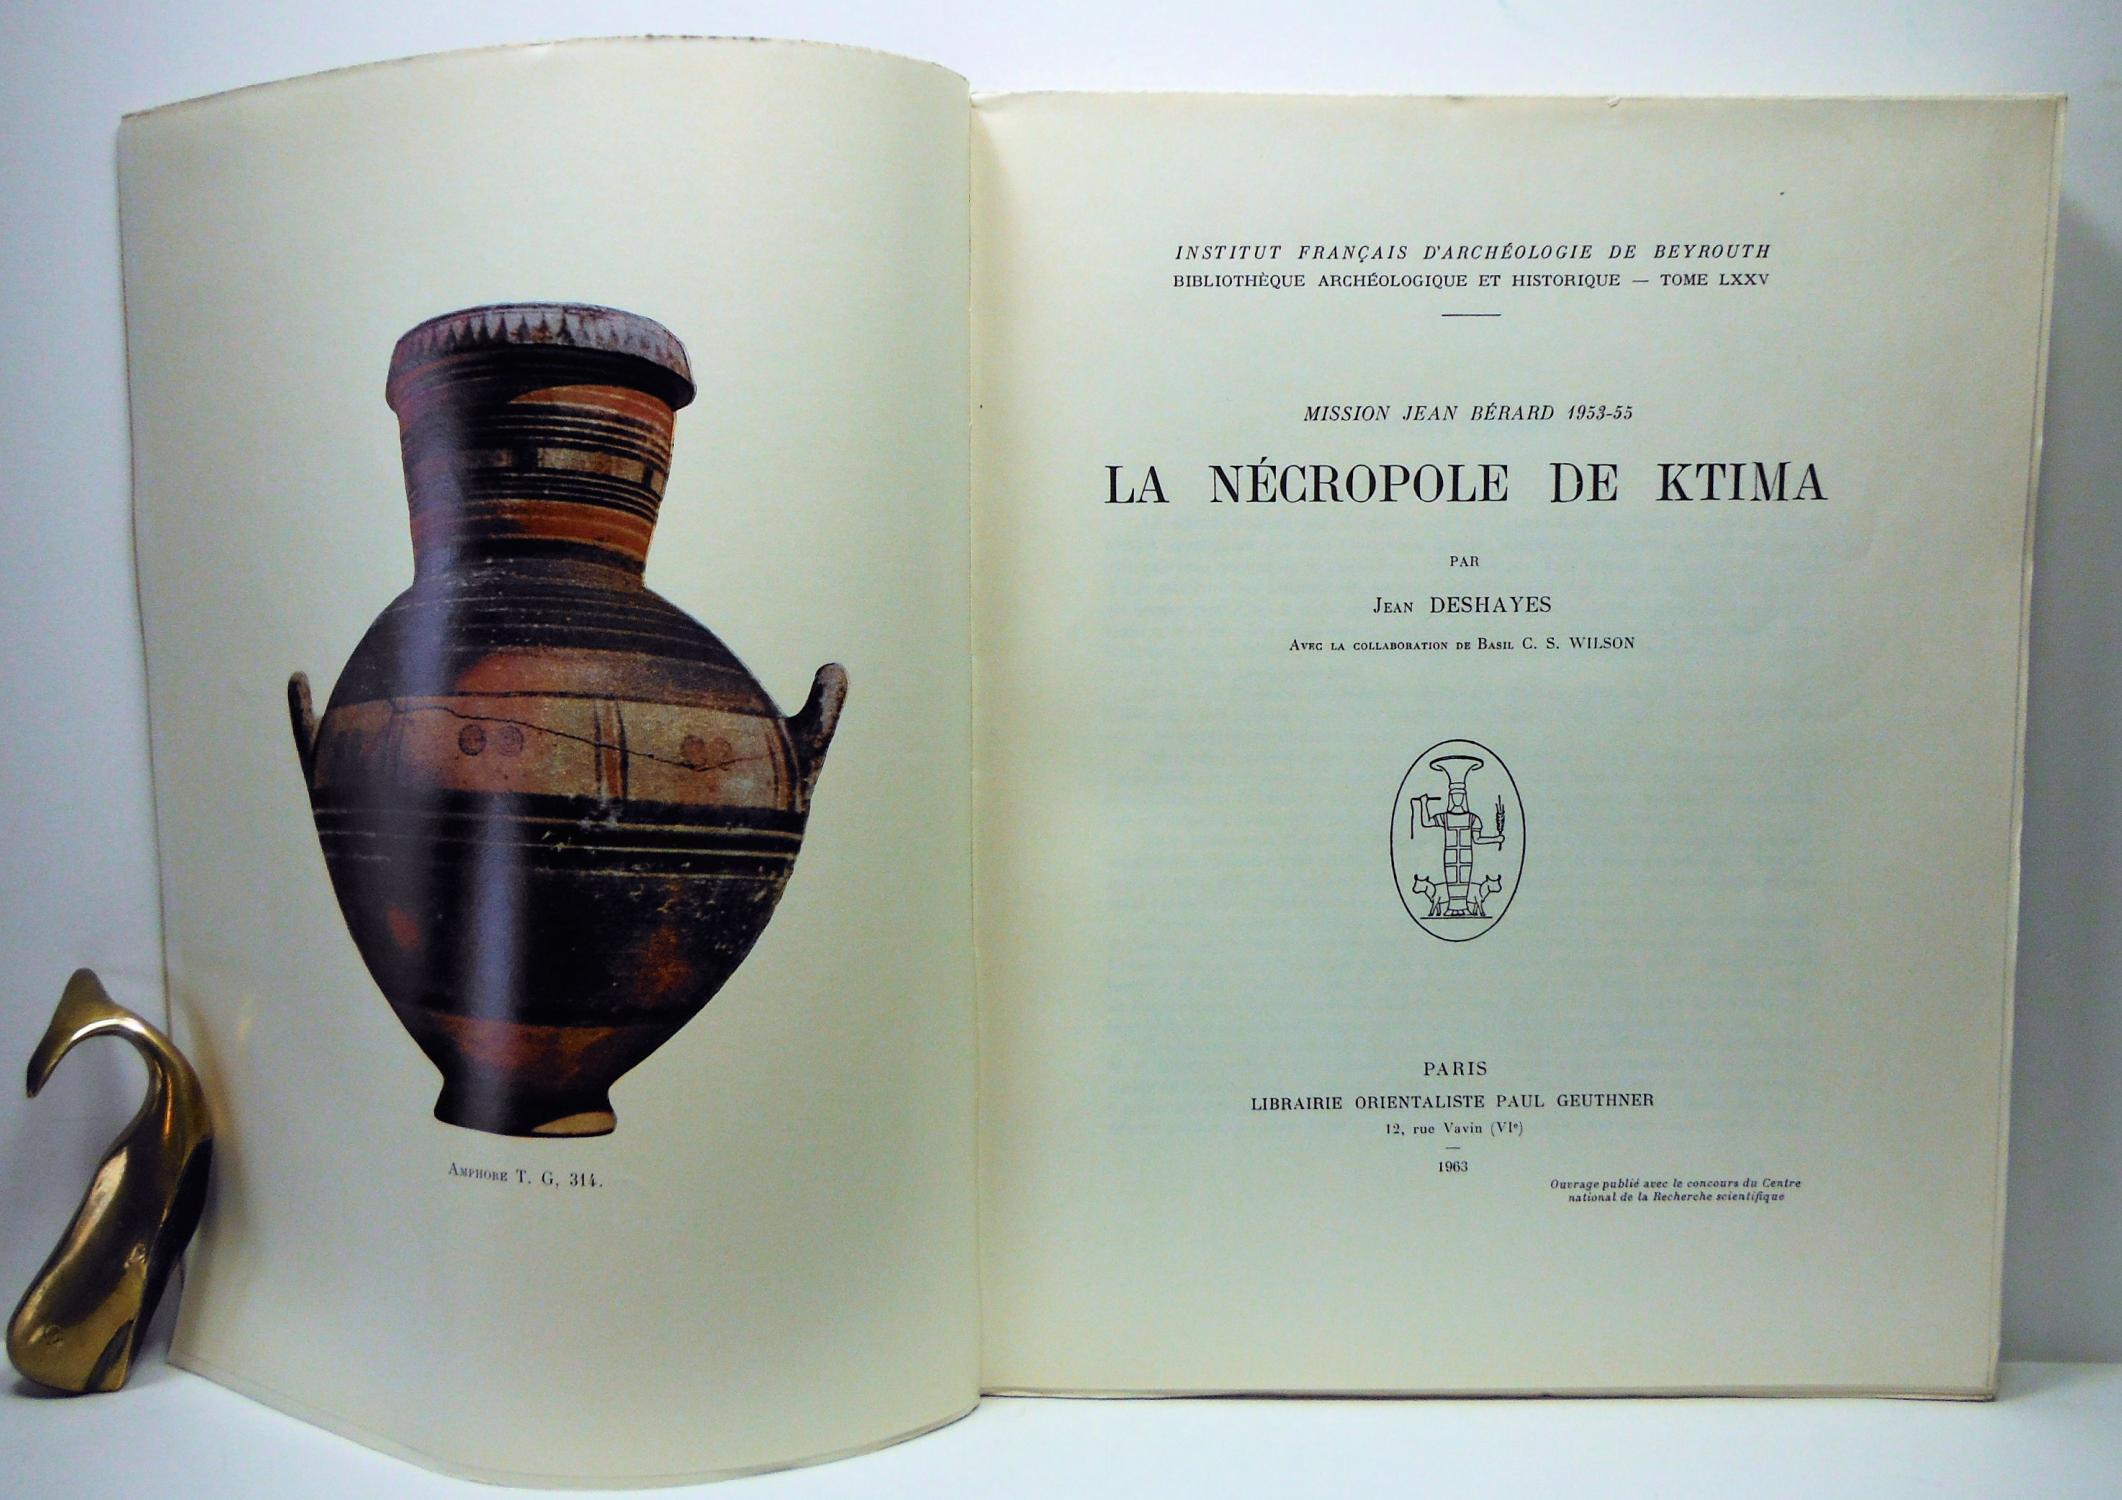 AMPHORE T. G, 314.
INSTITUT FRANÇAIS D'ARCHÉOLOGIE DE BEYROUTH
BIBLIOTHÈQUE ARCHÉOLOGIQUE ET HISTORIQUE — TOME LXXV
MISSION JEAN BÉRARD 1953-55
LA NÉCROPOLE DE KTIMA
PAR
JEAN DESHAYES
AVEC LA COLLABORATION DE BASIL C. S. WILSON
PARIS
LIBRAIRIE ORIENTALISTE PAUL GEUTHNER
12, rue Vavin (VIᵉ)
1963
Ouvrage publié avec le concours du Centre
national de la Recherche scientifique